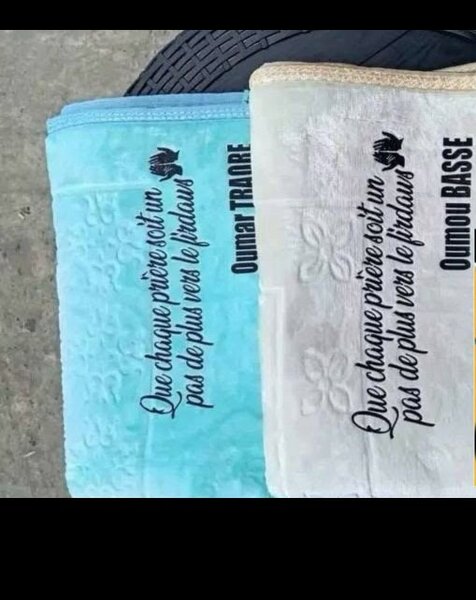 Que chaque prière soit un
pas de plus vers le firdaws
Oumar TRAORE
Que chaque prière soit un
pas de plus vers le firdaws
Oumou BASSE